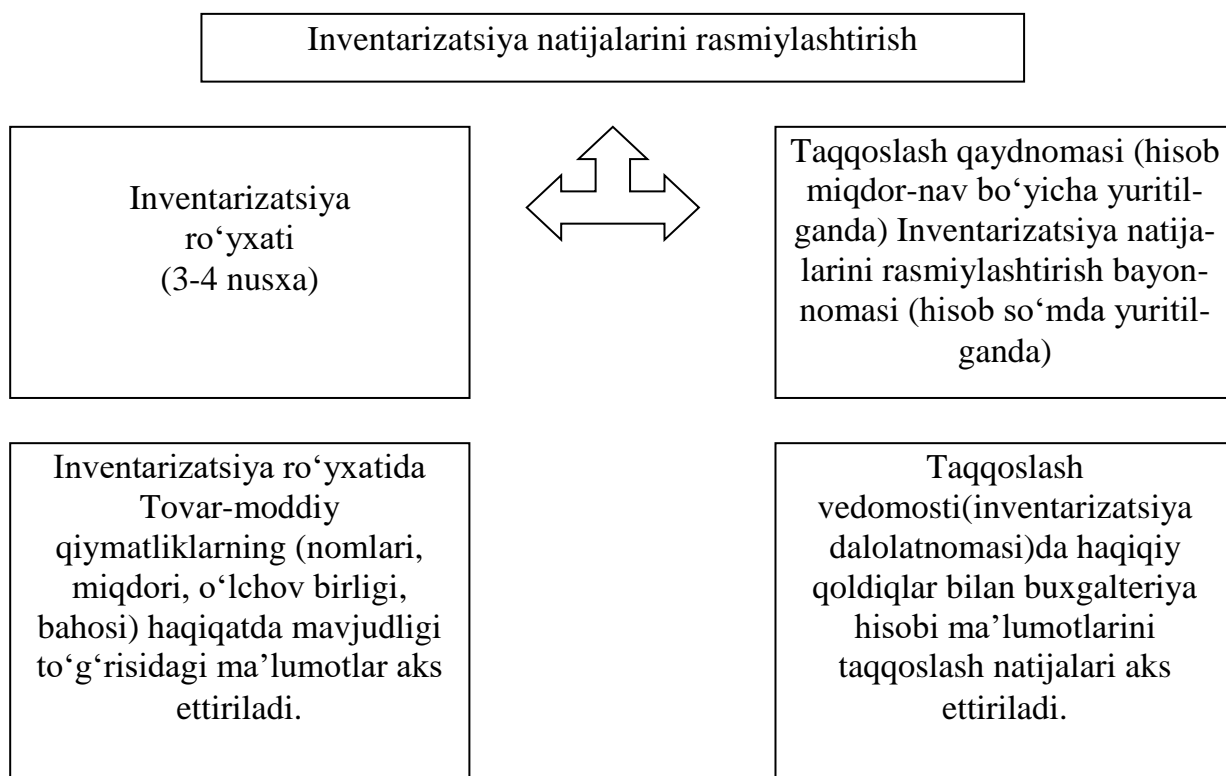 Inventarizatsiya natijalarini rasmiylashtirish
Inventarizatsiya
ro‘yxati
(3-4 nusxa)
Taqqoslash qaydnomasi (hisob
miqdor-nav bo‘yicha yuritil-
ganda) Inventarizatsiya natija-
larini rasmiylashtirish bayon-
nomasi (hisob so‘mda yuritil-
ganda)
Inventarizatsiya ro‘yxatida
Tovar-moddiy
qiymatliklarning (nomlari,
miqdori, o‘lchov birligi,
bahosi) haqiqatda mavjudligi
to‘g‘risidagi ma’lumotlar aks
ettiriladi.
Taqqoslash
vedomosti(inventarizatsiya
dalolatnomasi)da haqiqiy
qoldiqlar bilan buxgalteriya
hisobi ma’lumotlarini
taqqoslash natijalari aks
ettiriladi.